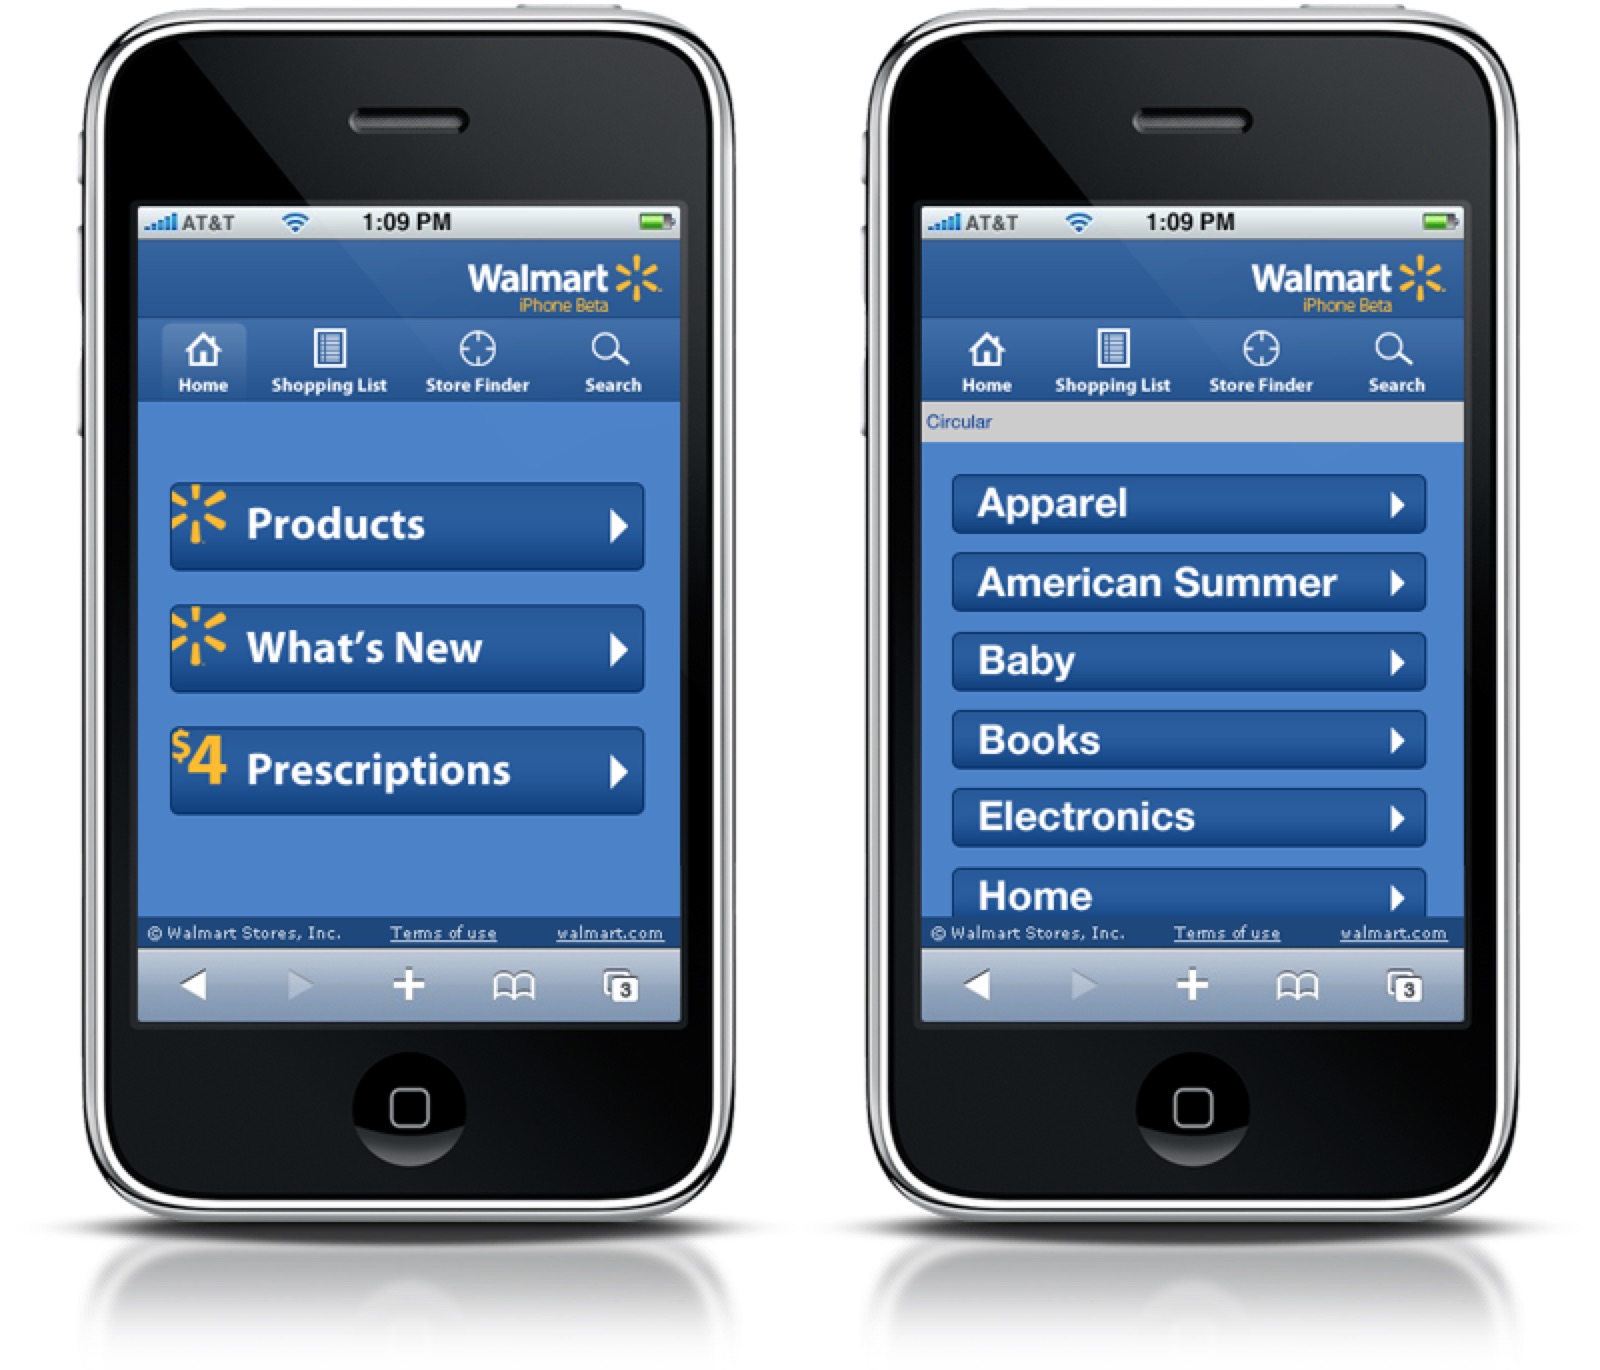 AT&T 1:09 PM
Walmart
iPhone Beta
Home Shopping List Store Finder Search
Products
What's New
$4 Prescriptions
© Walmart Stores, Inc. Terms of use walmart.com
3
AT&T 1:09 PM
Walmart
iPhone Beta
Home Shopping List Store Finder Search
Circular
Apparel
American Summer
Baby
Books
Electronics
Home
© Walmart Stores, Inc. Terms of use walmart.com
3